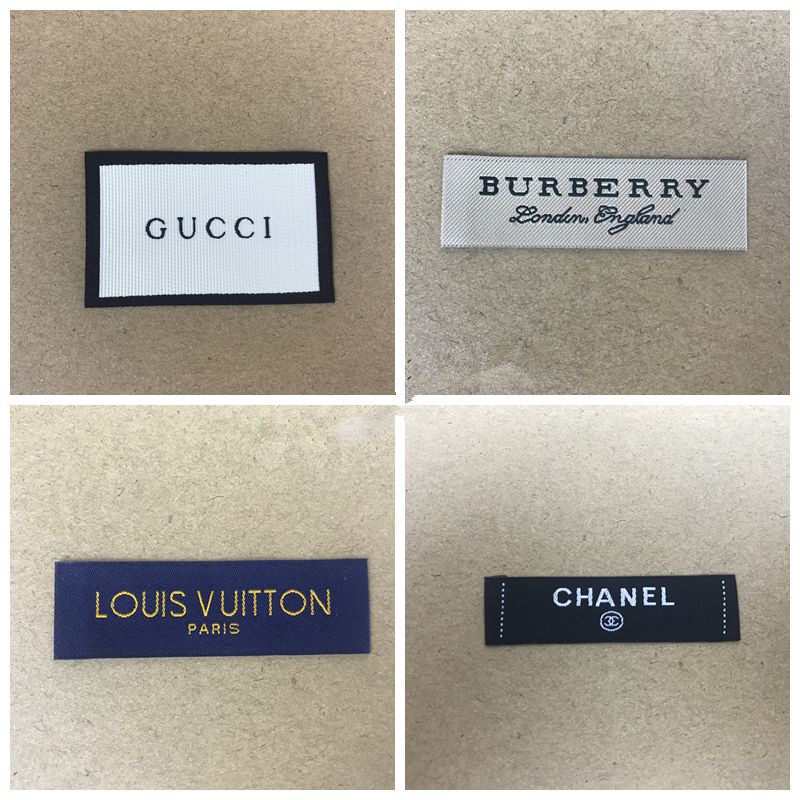 GUCCI
BURBERRY
London, England
LOUIS VUITTON
PARIS
CHANEL